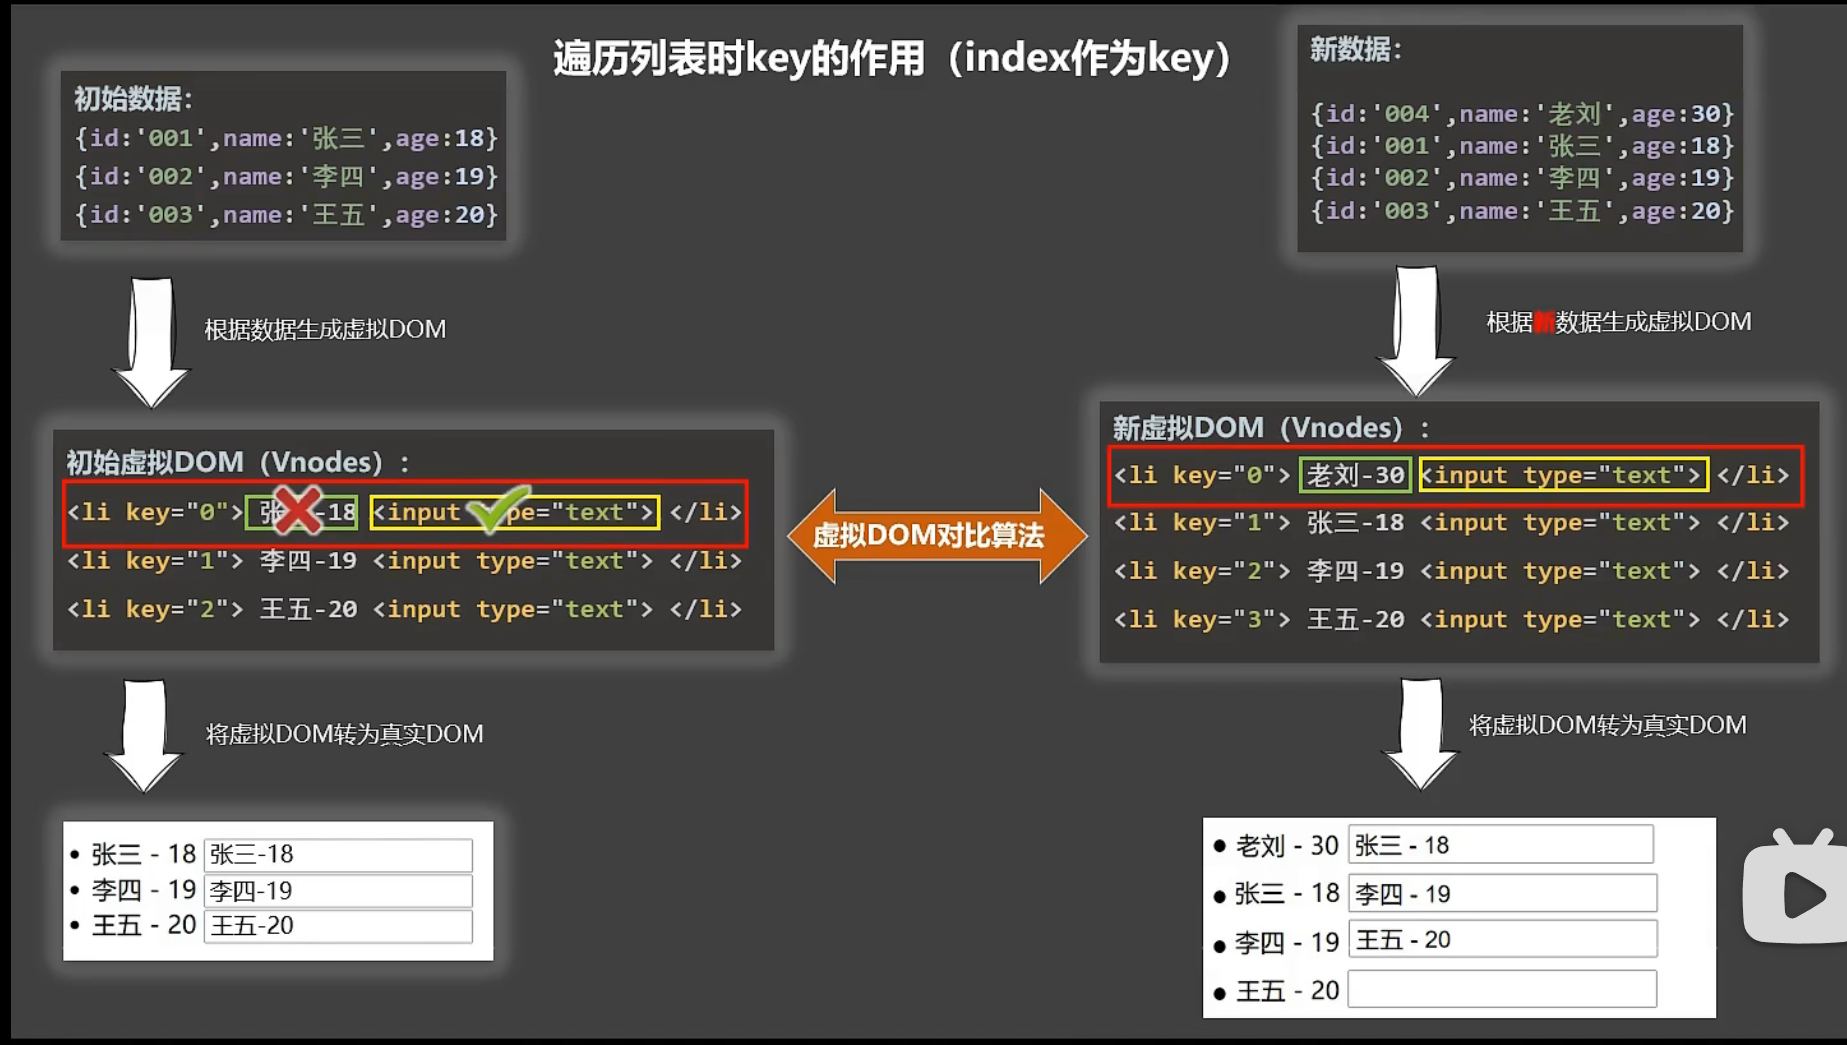 遍历列表时key的作用（index作为key）
初始数据：
{id:'001',name:'张三',age:18}
{id:'002',name:'李四',age:19}
{id:'003',name:'王五',age:20}
根据数据生成虚拟DOM
初始虚拟DOM（Vnodes）：
<li key="0"> 张-18 <input type="text"> </li>
<li key="1"> 李四-19 <input type="text"> </li>
<li key="2"> 王五-20 <input type="text"> </li>
将虚拟DOM转为真实DOM
• 张三 - 18 张三-18
• 李四 - 19 李四-19
• 王五 - 20 王五-20
虚拟DOM对比算法
新数据：
{id:'004',name:'老刘',age:30}
{id:'001',name:'张三',age:18}
{id:'002',name:'李四',age:19}
{id:'003',name:'王五',age:20}
根据新数据生成虚拟DOM
新虚拟DOM（Vnodes）：
<li key="0"> 老刘-30 <input type="text"> </li>
<li key="1"> 张三-18 <input type="text"> </li>
<li key="2"> 李四-19 <input type="text"> </li>
<li key="3"> 王五-20 <input type="text"> </li>
将虚拟DOM转为真实DOM
• 老刘 - 30 张三 - 18
• 张三 - 18 李四 - 19
• 李四 - 19 王五 - 20
• 王五 - 20